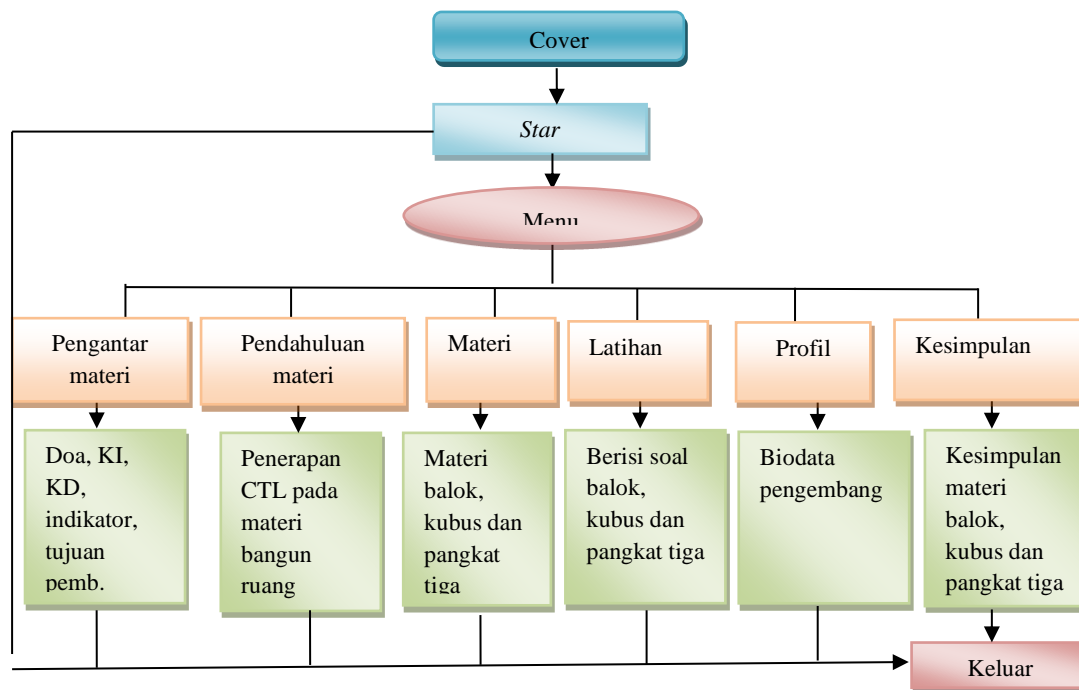 Cover
Star
Menu
Pengantar
materi
Pendahuluan
materi
Materi
Latihan
Profil
Kesimpulan
Doa, KI,
KD,
indikator,
tujuan
pemb.
Penerapan
CTL pada
materi
bangun
ruang
Materi
balok,
kubus dan
pangkat
tiga
Berisi soal
balok,
kubus dan
pangkat tiga
Biodata
pengembang
Kesimpulan
materi
balok,
kubus dan
pangkat tiga
Keluar